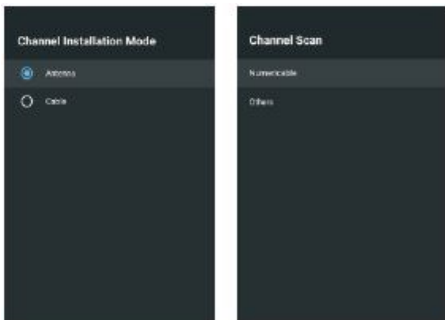 Channel Installation Mode
Antenna
Cable
Channel Scan
Numericable
Others